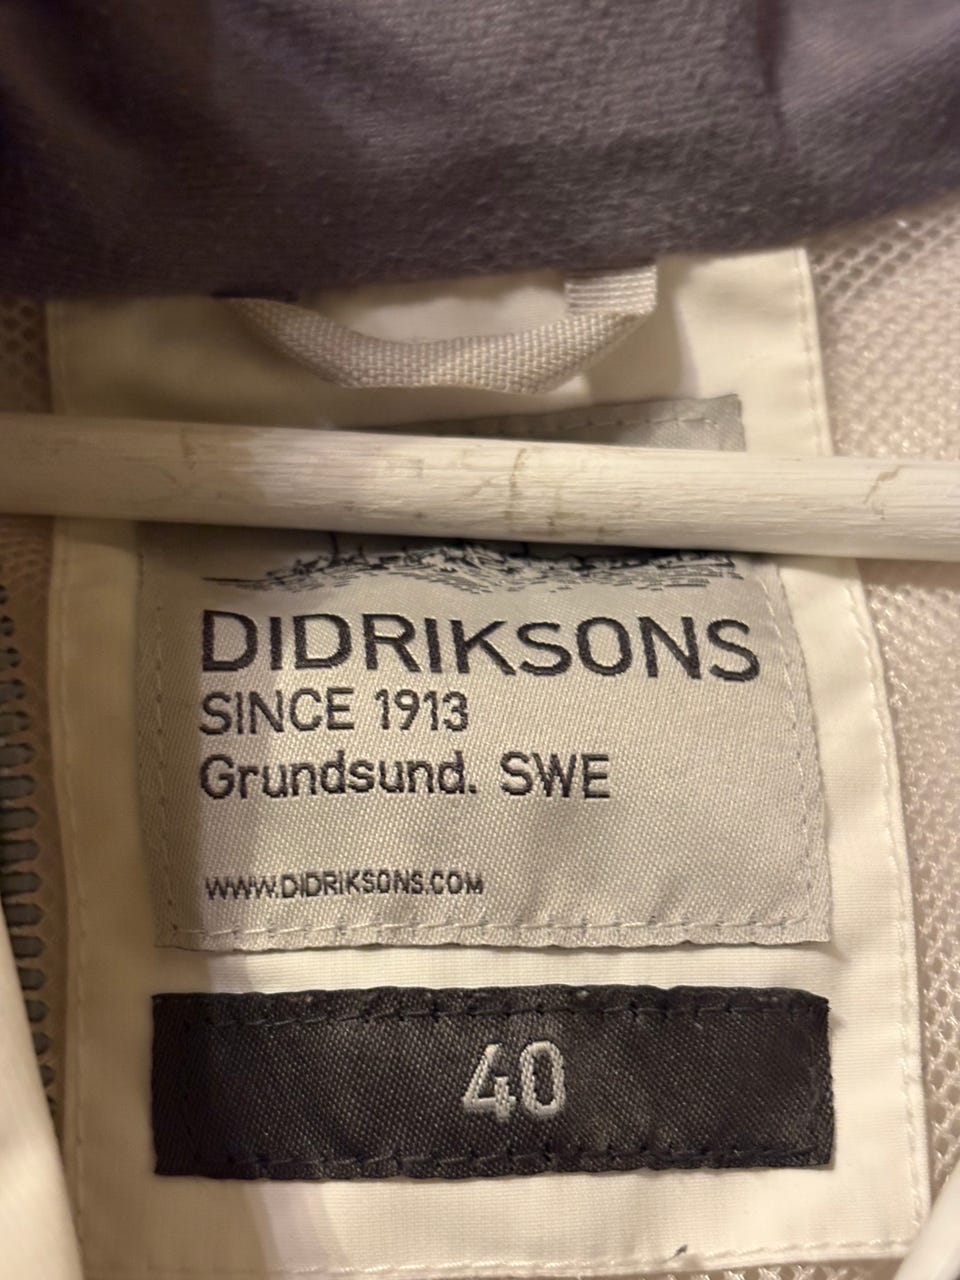 DIDRIKSONS
SINCE 1913
Grundsund. SWE
WWW.DIDRIKSONS.COM
40